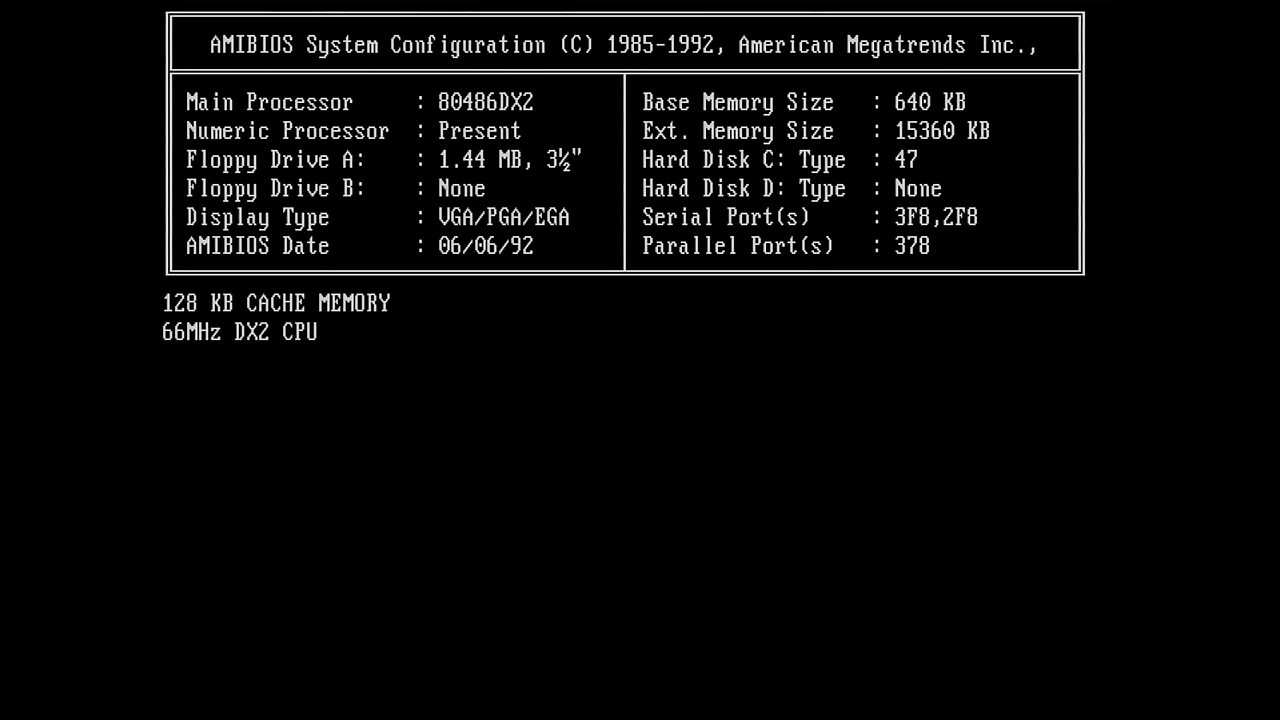 AMIBIOS System Configuration (C) 1985-1992, American Megatrends Inc.,
Main Processor : 80486DX2
Numeric Processor : Present
Floppy Drive A: : 1.44 MB, 3½"
Floppy Drive B: : None
Display Type : VGA/PGA/EGA
AMIBIOS Date : 06/06/92
Base Memory Size : 640 KB
Ext. Memory Size : 15360 KB
Hard Disk C: Type : 47
Hard Disk D: Type : None
Serial Port(s) : 3F8,2F8
Parallel Port(s) : 378
128 KB CACHE MEMORY
66MHz DX2 CPU